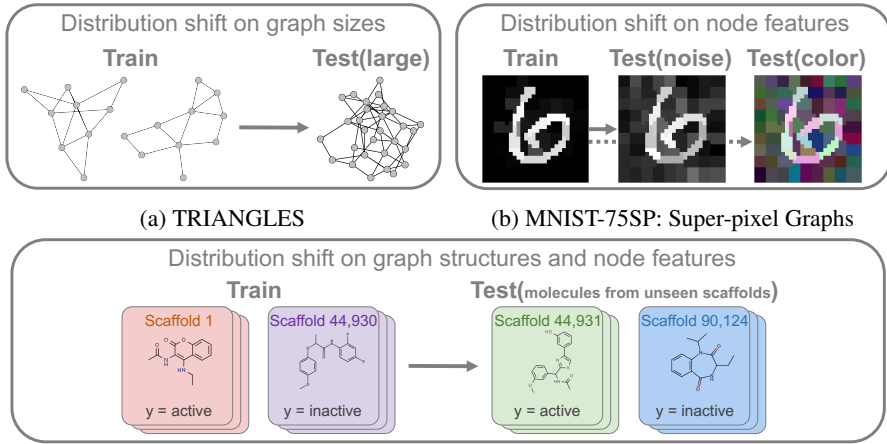 Distribution shift on graph sizes
Train
Test(large)
(a) TRIANGLES
Distribution shift on node features
Train
Test(noise)
Test(color)
(b) MNIST-75SP: Super-pixel Graphs
Distribution shift on graph structures and node features
Train
Test(molecules from unseen scaffolds)
Scaffold 1
y = active
Scaffold 44,930
y = inactive
Scaffold 44,931
y = active
Scaffold 90,124
y = inactive